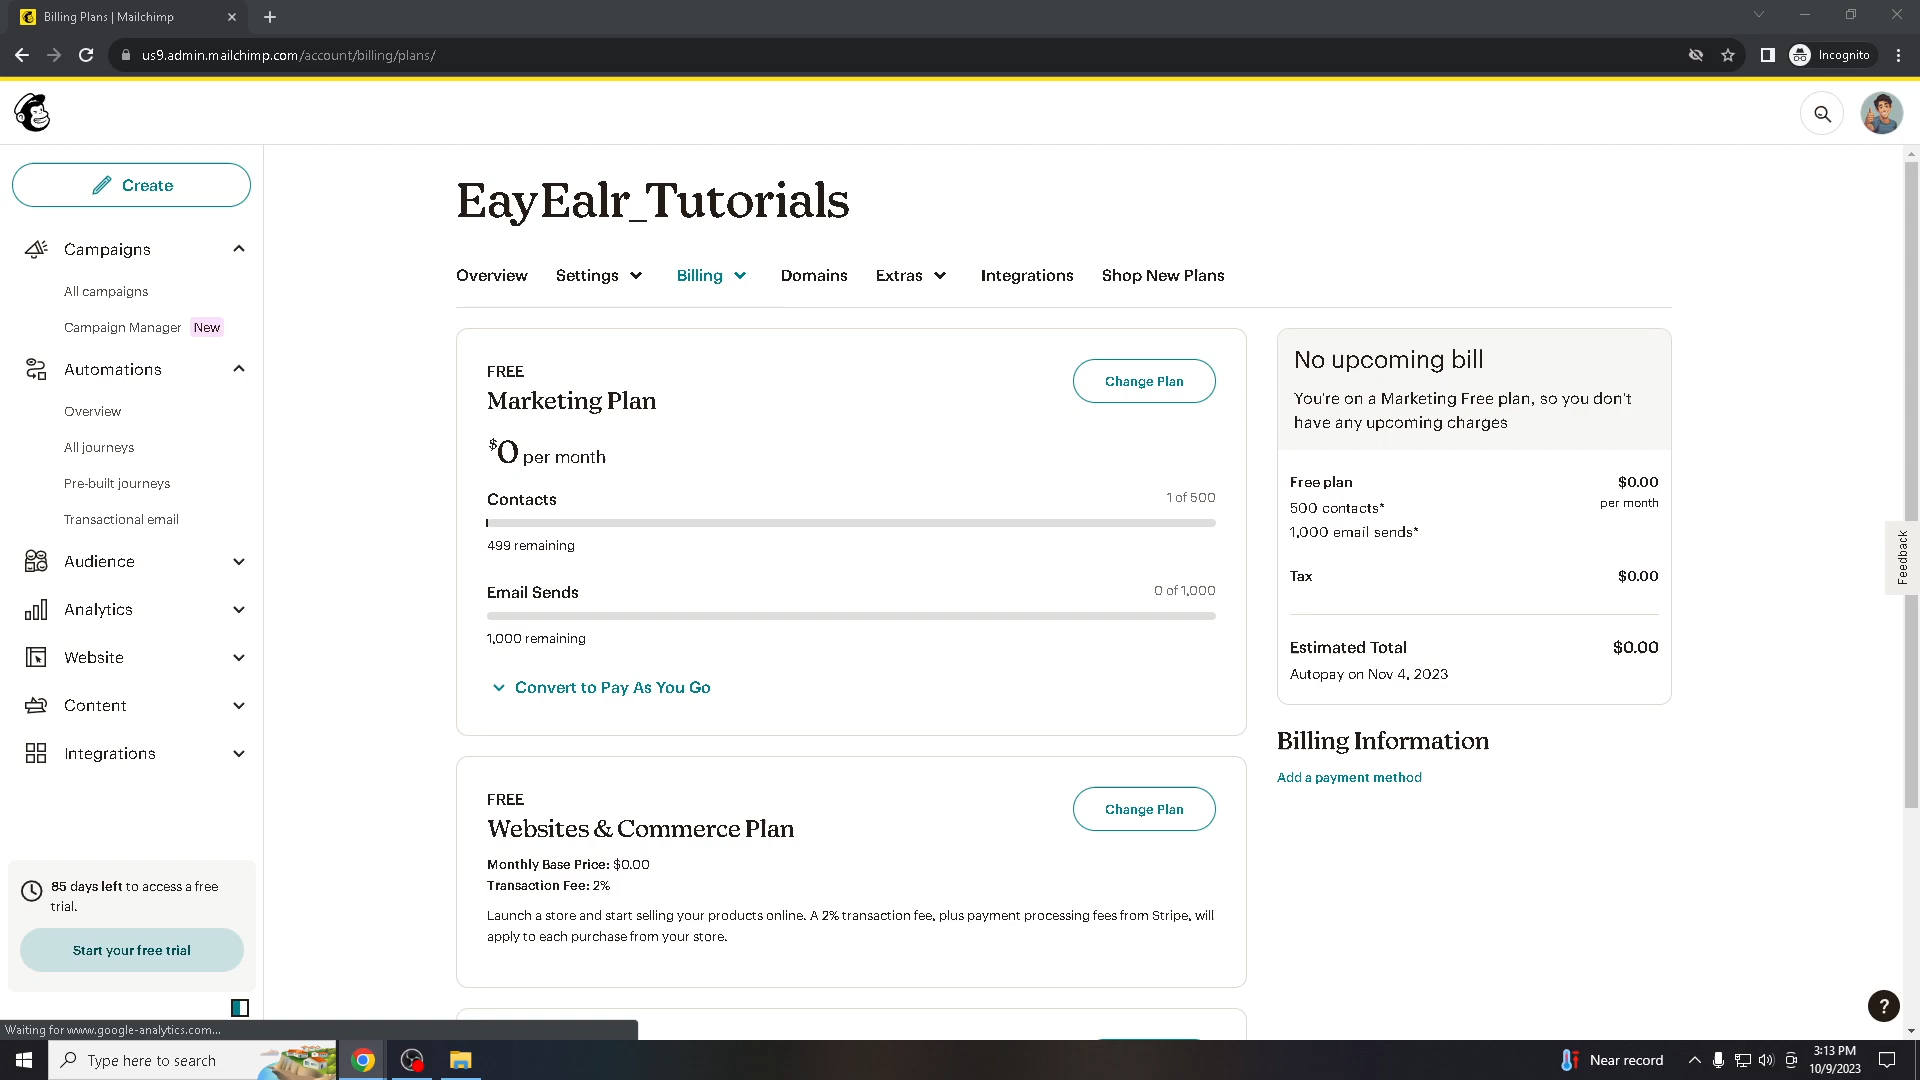 Billing Plans | Mailchimp
us9.admin.mailchimp.com/account/billing/plans/
Incognito
Create
Campaigns
All campaigns
Campaign Manager New
Automations
Overview
All journeys
Pre-built journeys
Transactional email
Audience
Analytics
Website
Content
Integrations
85 days left to access a free
trial.
Start your free trial
EayEalr_Tutorials
Overview Settings Billing Domains Extras Integrations Shop New Plans
FREE
Marketing Plan
Change Plan
$0 per month
Contacts 1 of 500
499 remaining
Email Sends 0 of 1,000
1,000 remaining
Convert to Pay As You Go
FREE
Websites & Commerce Plan
Change Plan
Monthly Base Price: $0.00
Transaction Fee: 2%
Launch a store and start selling your products online. A 2% transaction fee, plus payment processing fees from Stripe, will
apply to each purchase from your store.
No upcoming bill
You're on a Marketing Free plan, so you don't
have any upcoming charges
Free plan $0.00
500 contacts* per month
1,000 email sends*
Tax $0.00
Estimated Total $0.00
Autopay on Nov 4, 2023
Billing Information
Add a payment method
Feedback
?
Waiting for www.google-analytics.com...
Type here to search
Near record
3:13 PM
10/9/2023